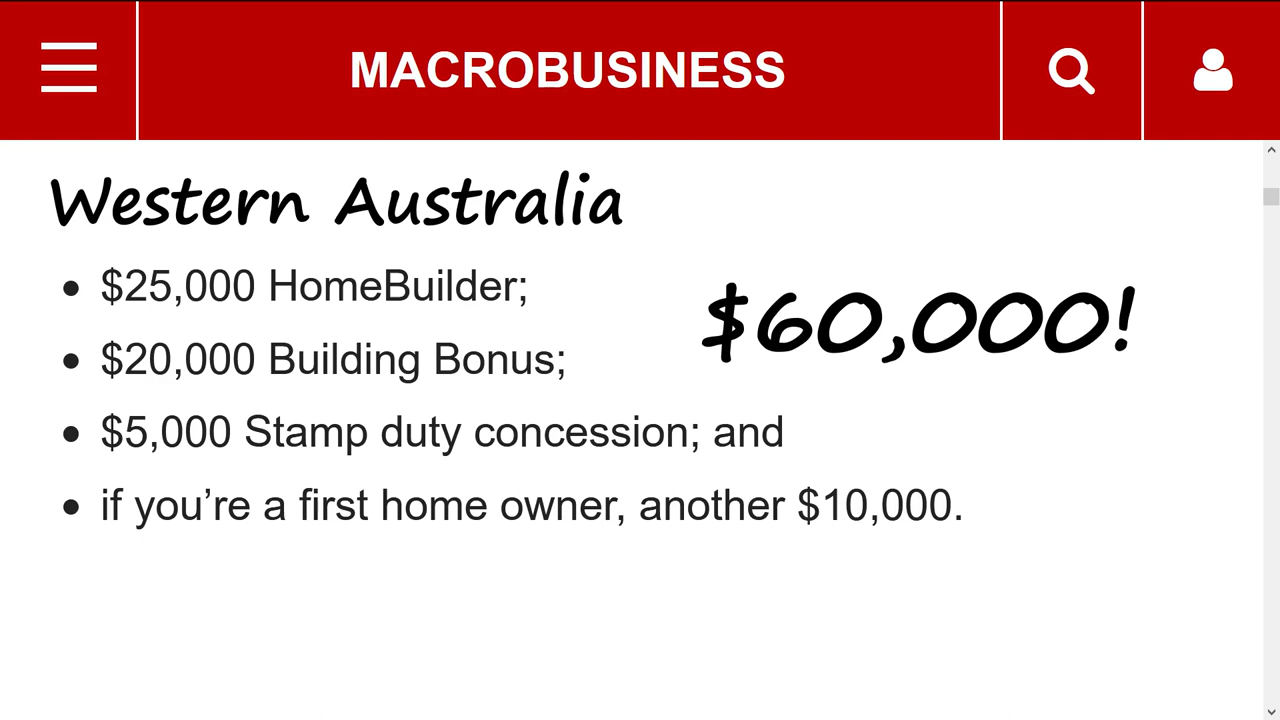 MACROBUSINESS
Western Australia
• $25,000 HomeBuilder;
$60,000!
• $20,000 Building Bonus;
• $5,000 Stamp duty concession; and
• if you’re a first home owner, another $10,000.